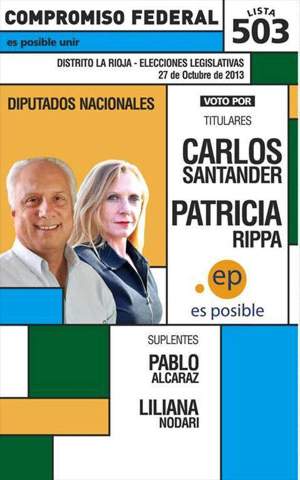 COMPROMISO FEDERAL
es posible unir
LISTA
503
DISTRITO LA RIOJA - ELECCIONES LEGISLATIVAS
27 de Octubre de 2013
DIPUTADOS NACIONALES
VOTO POR
TITULARES
CARLOS
SANTANDER
PATRICIA
RIPPA
.ep
es posible
SUPLENTES
PABLO
ALCARAZ
LILIANA
NODARI